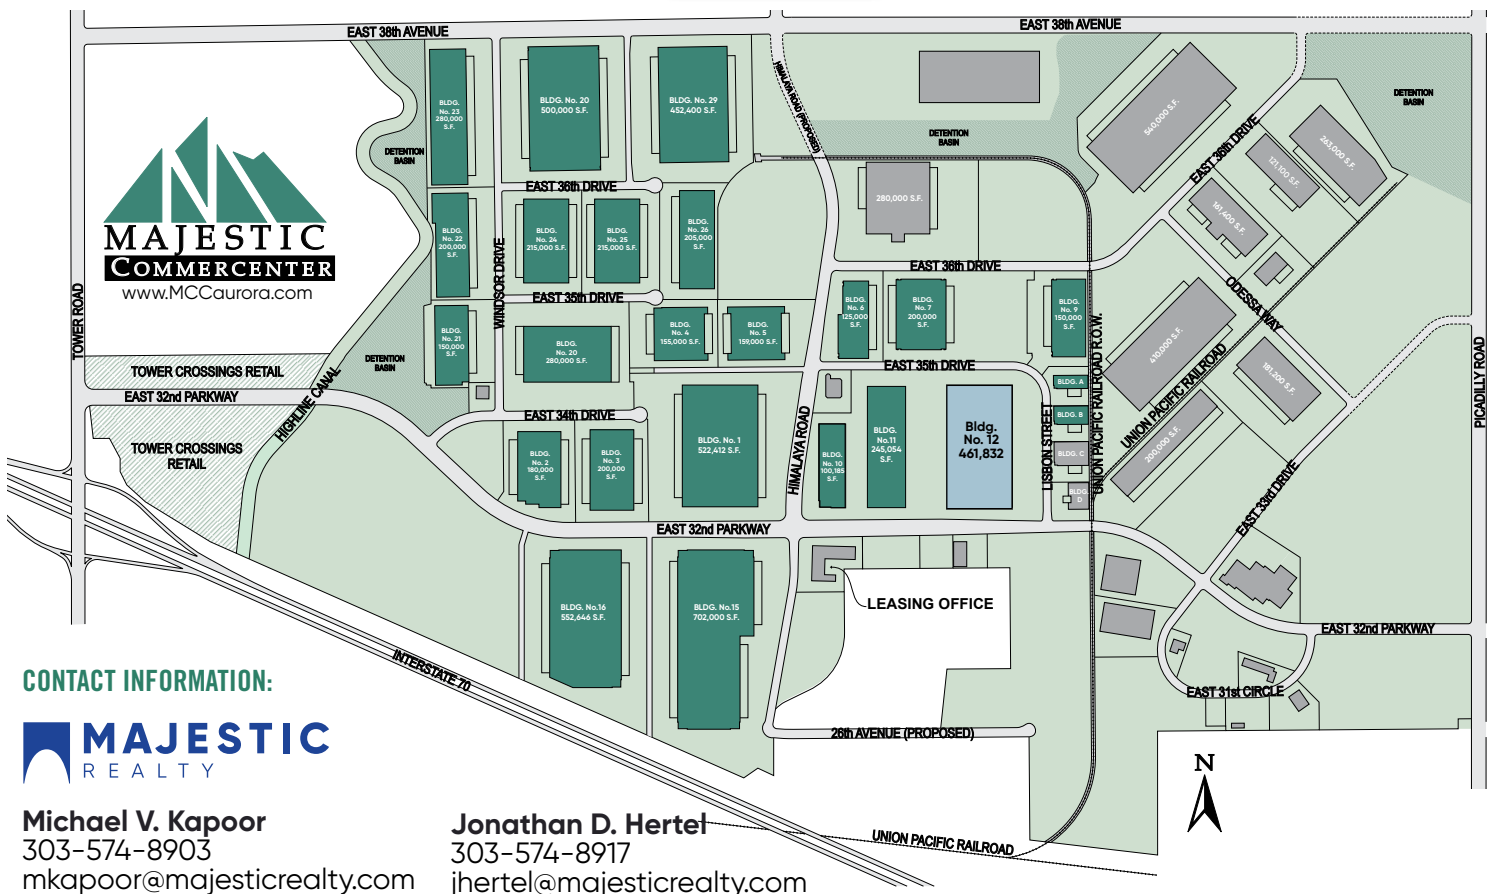 EAST 38th AVENUE
EAST 38th AVENUE
HIMALAYA ROAD (PROPOSED)
BLDG.
No. 23
280,000
S.F.
BLDG. No. 20
500,000 S.F.
BLDG. No. 29
452,400 S.F.
DETENTION
BASIN
DETENTION
BASIN
540,000 S.F.
EAST 36th DRIVE
121,100 S.F.
263,000 S.F.
DETENTION
BASIN
MAJESTIC
COMMERCENTER
www.MCCaurora.com
TOWER ROAD
EAST 36th DRIVE
BLDG.
No. 22
200,000
S.F.
WINDSOR DRIVE
BLDG.
No. 24
215,000 S.F.
BLDG.
No. 25
215,000 S.F.
BLDG.
No. 26
205,000
S.F.
280,000 S.F.
161,400 S.F.
EAST 36th DRIVE
ODESSA WAY
EAST 35th DRIVE
BLDG.
No. 21
150,000
S.F.
BLDG.
No. 20
280,000 S.F.
BLDG.
No. 4
155,000 S.F.
BLDG.
No. 5
159,000 S.F.
BLDG.
No. 6
125,000
S.F.
BLDG.
No. 7
200,000
S.F.
BLDG.
No. 9
150,000
S.F.
UNION PACIFIC RAILROAD R.O.W.
410,000 S.F.
UNION PACIFIC RAILROAD
181,200 S.F.
PICADILLY ROAD
DETENTION
BASIN
TOWER CROSSINGS RETAIL
EAST 32nd PARKWAY
HIGHLINE CANAL
TOWER CROSSINGS
RETAIL
EAST 35th DRIVE
BLDG. A
BLDG. B
BLDG. C
BLDG.
D
LISBON STREET
EAST 34th DRIVE
BLDG.
No. 2
180,000
S.F.
BLDG.
No. 3
200,000
S.F.
BLDG. No. 1
522,412 S.F.
HIMALAYA ROAD
BLDG.
No. 10
100,185
S.F.
BLDG.
No.11
245,054
S.F.
Bldg.
No. 12
461,832
200,000 S.F.
EAST 33rd DRIVE
EAST 32nd PARKWAY
BLDG. No.16
552,646 S.F.
BLDG. No.15
702,000 S.F.
LEASING OFFICE
EAST 32nd PARKWAY
EAST 31st CIRCLE
INTERSTATE 70
26th AVENUE (PROPOSED)
UNION PACIFIC RAILROAD
N
CONTACT INFORMATION:
MAJESTIC
REALTY
Michael V. Kapoor
303-574-8903
mkapoor@majesticrealty.com
Jonathan D. Hertel
303-574-8917
jhertel@majesticrealty.com